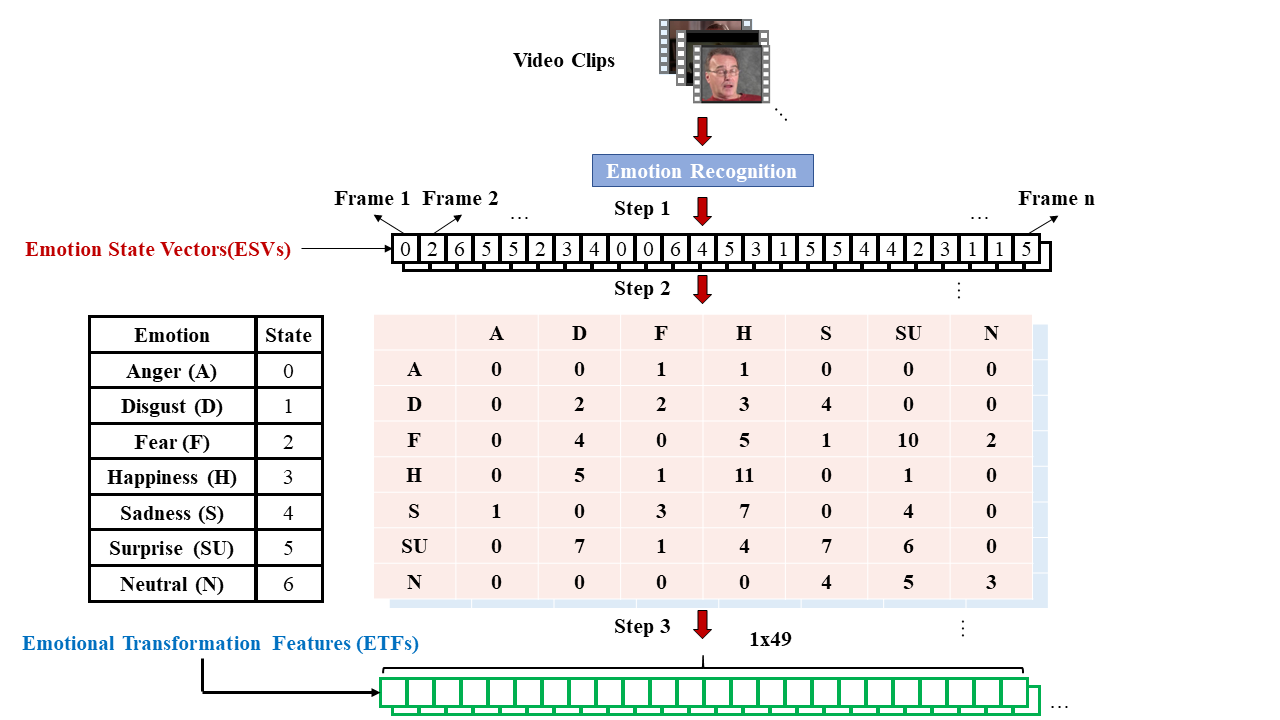 Video Clips
Emotion Recognition
Frame 1 Frame 2 ... Step 1 ... Frame n
Emotion State Vectors(ESVs) 0 2 6 5 5 2 3 4 0 0 6 4 5 3 1 5 5 4 4 2 3 1 1 5
Step 2
Emotion State
Anger (A) 0
Disgust (D) 1
Fear (F) 2
Happiness (H) 3
Sadness (S) 4
Surprise (SU) 5
Neutral (N) 6
A D F H S SU N
A 0 0 1 1 0 0 0
D 0 2 2 3 4 0 0
F 0 4 0 5 1 10 2
H 0 5 1 11 0 1 0
S 1 0 3 7 0 4 0
SU 0 7 1 4 7 6 0
N 0 0 0 0 4 5 3
Step 3
1x49
Emotional Transformation Features (ETFs)
...